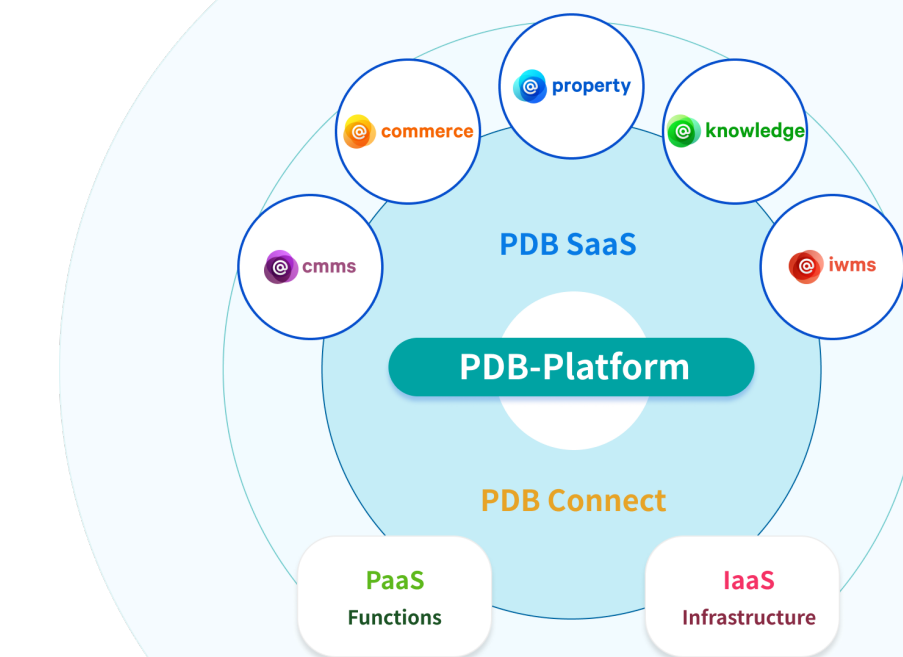 @ property
@ commerce
@ knowledge
@ cmms
@ iwms
PDB SaaS
PDB-Platform
PDB Connect
PaaS
Functions
IaaS
Infrastructure